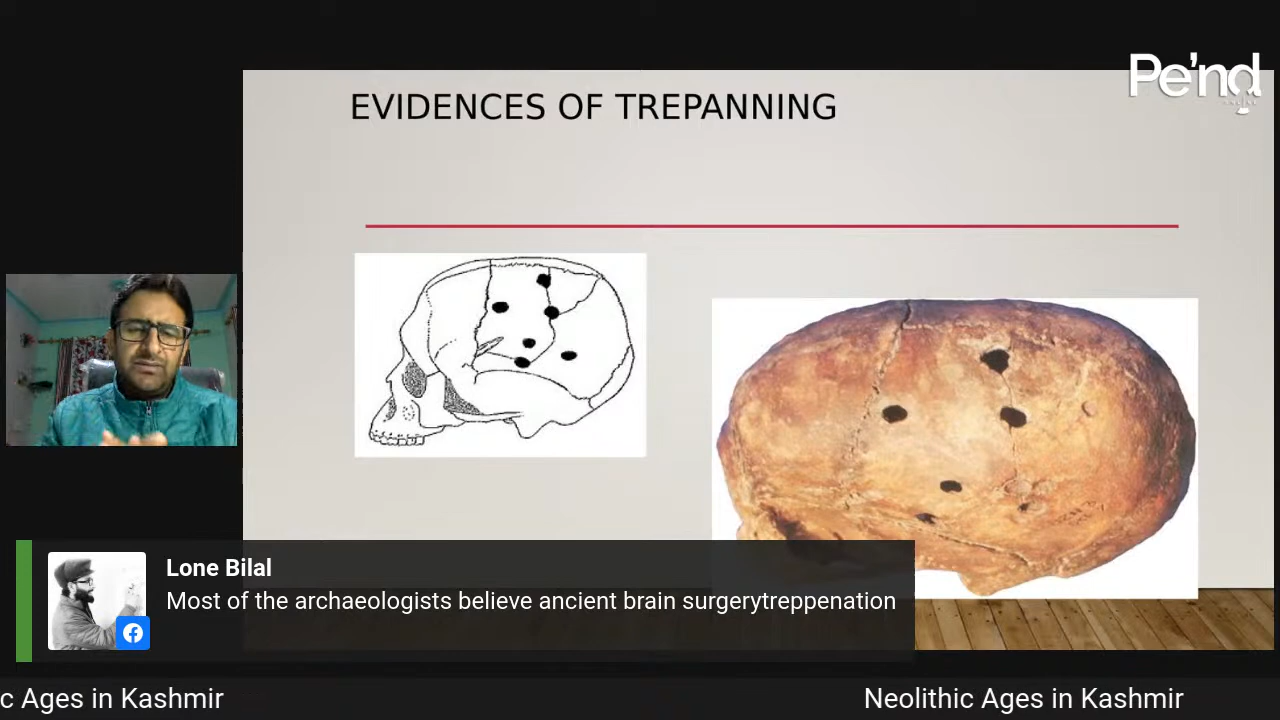 Pe'nd
EVIDENCES OF TREPANNING
Lone Bilal
Most of the archaeologists believe ancient brain surgerytreppenation
c Ages in Kashmir
Neolithic Ages in Kashmir